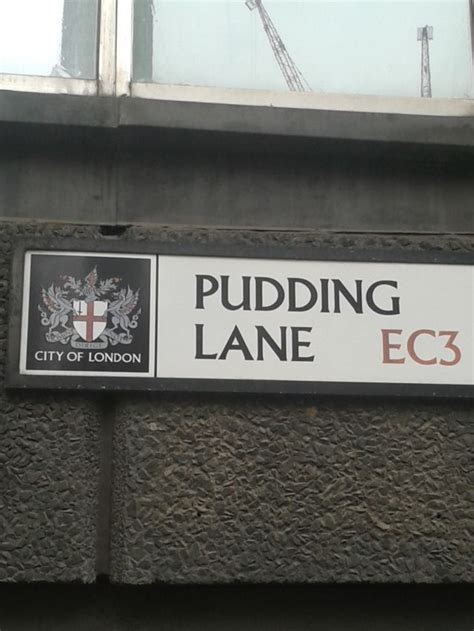 CITY OF LONDON
PUDDING
LANE EC3